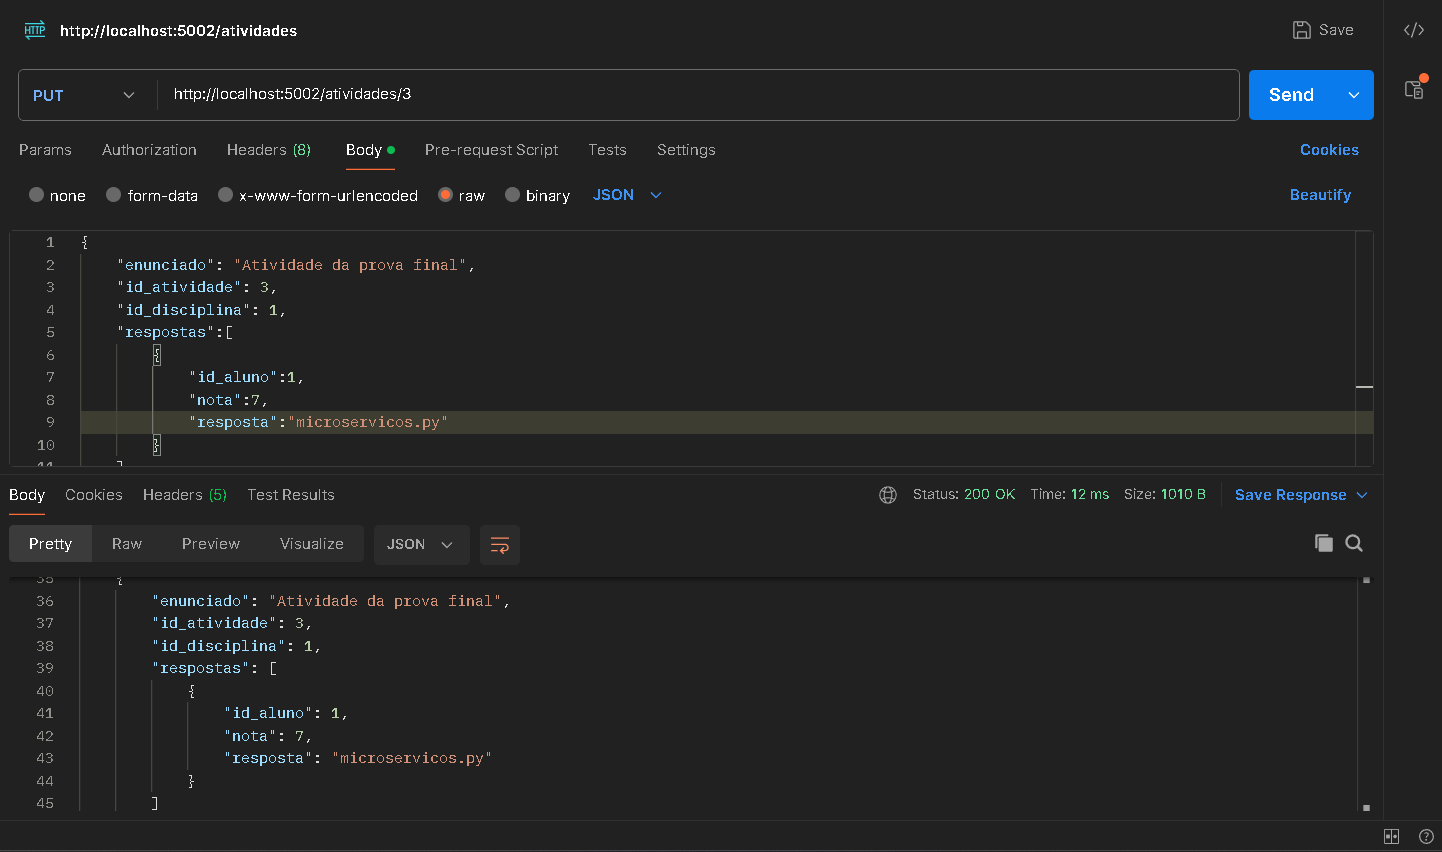 HTTP http://localhost:5002/atividades Save
PUT http://localhost:5002/atividades/3 Send
Params Authorization Headers (8) Body Pre-request Script Tests Settings Cookies
none form-data x-www-form-urlencoded raw binary JSON Beautify
1 {
2 "enunciado": "Atividade da prova final",
3 "id_atividade": 3,
4 "id_disciplina": 1,
5 "respostas":[
6 {
7 "id_aluno":1,
8 "nota":7,
9 "resposta":"microservicos.py"
10 }
11 ]
Body Cookies Headers (5) Test Results Status: 200 OK Time: 12 ms Size: 1010 B Save Response
Pretty Raw Preview Visualize JSON
35 {
36 "enunciado": "Atividade da prova final",
37 "id_atividade": 3,
38 "id_disciplina": 1,
39 "respostas": [
40 {
41 "id_aluno": 1,
42 "nota": 7,
43 "resposta": "microservicos.py"
44 }
45 ]